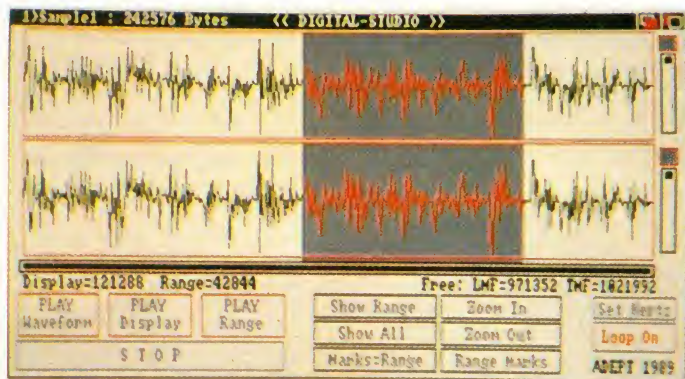 1)Sample1 : 242576 Bytes << DIGITAL-STUDIO >>
Display=121288 Range=42844 Free: LMF=971352 TMF=1021992
PLAY Waveform
PLAY Display
PLAY Range
Show Range
Zoom In
Show All
Zoom Out
Loop On
STOP
Marks=Range
Range Marks
ADEPT 1989